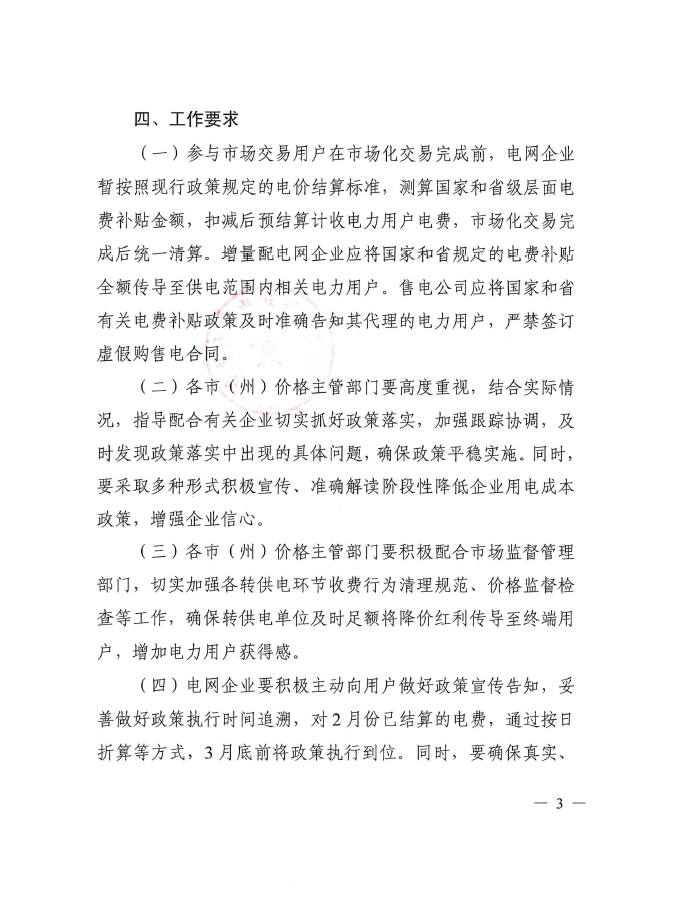 四、工作要求
（一）参与市场交易用户在市场化交易完成前，电网企业
暂按照现行政策规定的电价结算标准，测算国家和省级层面电
费补贴金额，扣减后预结算计收电力用户电费，市场化交易完
成后统一清算。增量配电网企业应将国家和省规定的电费补贴
全额传导至供电范围内相关电力用户。售电公司应将国家和省
有关电费补贴政策及时准确告知其代理的电力用户，严禁签订
虚假购售电合同。
（二）各市（州）价格主管部门要高度重视，结合实际情
况，指导配合有关企业切实抓好政策落实，加强跟踪协调，及
时发现政策落实中出现的具体问题，确保政策平稳实施。同时，
要采取多种形式积极宣传、准确解读阶段性降低企业用电成本
政策，增强企业信心。
（三）各市（州）价格主管部门要积极配合市场监督管理
部门，切实加强各转供电环节收费行为清理规范、价格监督检
查等工作，确保转供电单位及时足额将降价红利传导至终端用
户，增加电力用户获得感。
（四）电网企业要积极主动向用户做好政策宣传告知，妥
善做好政策执行时间追溯，对2月份已结算的电费，通过按日
折算等方式，3月底前将政策执行到位。同时，要确保真实、
— 3 —